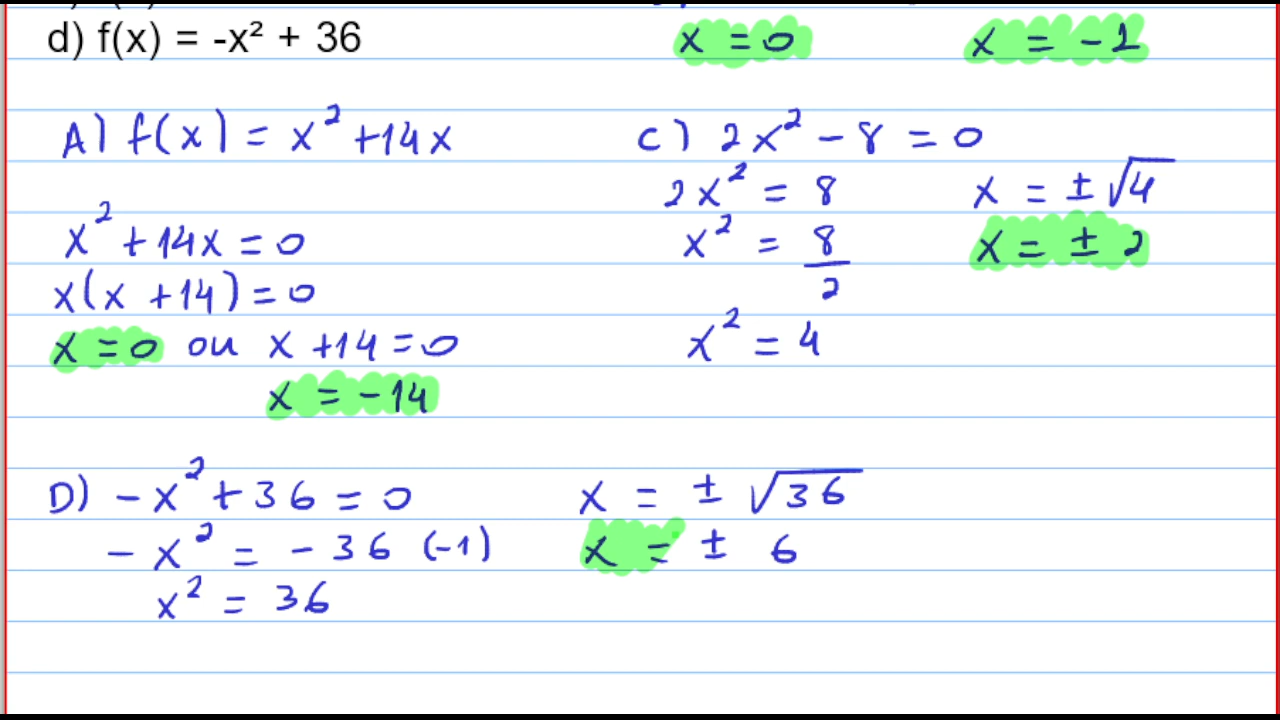 d) f(x) = -x² + 36
x = 0
x = -1
A) f(x) = x² + 14x
x² + 14x = 0
x(x + 14) = 0
x = 0 ou x + 14 = 0
x = -14
C) 2x² - 8 = 0
2x² = 8
x² = 8/2
x² = 4
x = ± √4
x = ± 2
D) -x² + 36 = 0
-x² = -36 (-1)
x² = 36
x = ± √36
x = ± 6